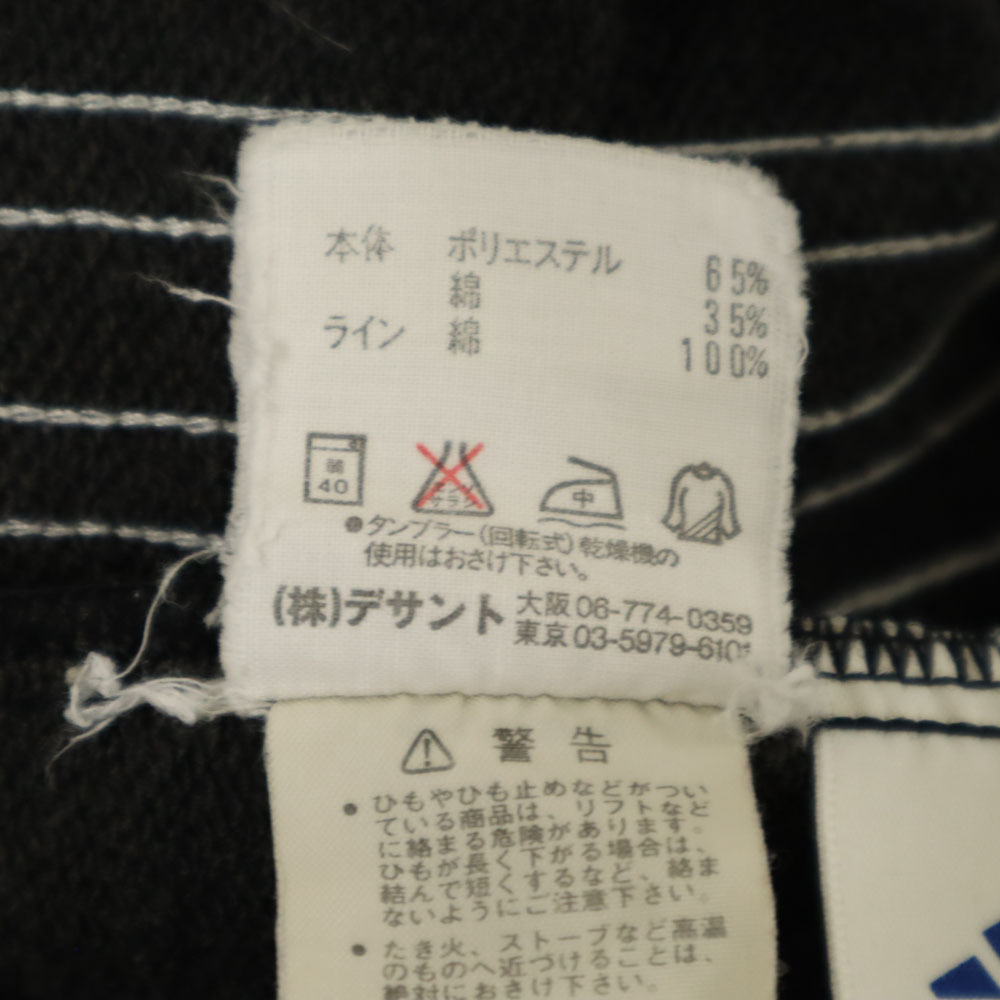 本体 ポリエステル 65%
綿 35%
ライン 綿 100%
弱
40
エンソ
サラシ
中
タンブラー(回転式)乾燥機の
使用はおさけ下さい。
(株)デサント 大阪 06-774-0359
東京 03-5979-6101
警告
● ひもやひも止めなどがつい
ている商品は、リフトなど
に絡まる危険があります。
ひもが長く下がる場合は、
結んで短くするなど、絡ま
ないようにご注意下さい。
● たき火、ストーブなど高温
のものへ近づけることは、
絶対におさけ下さい。